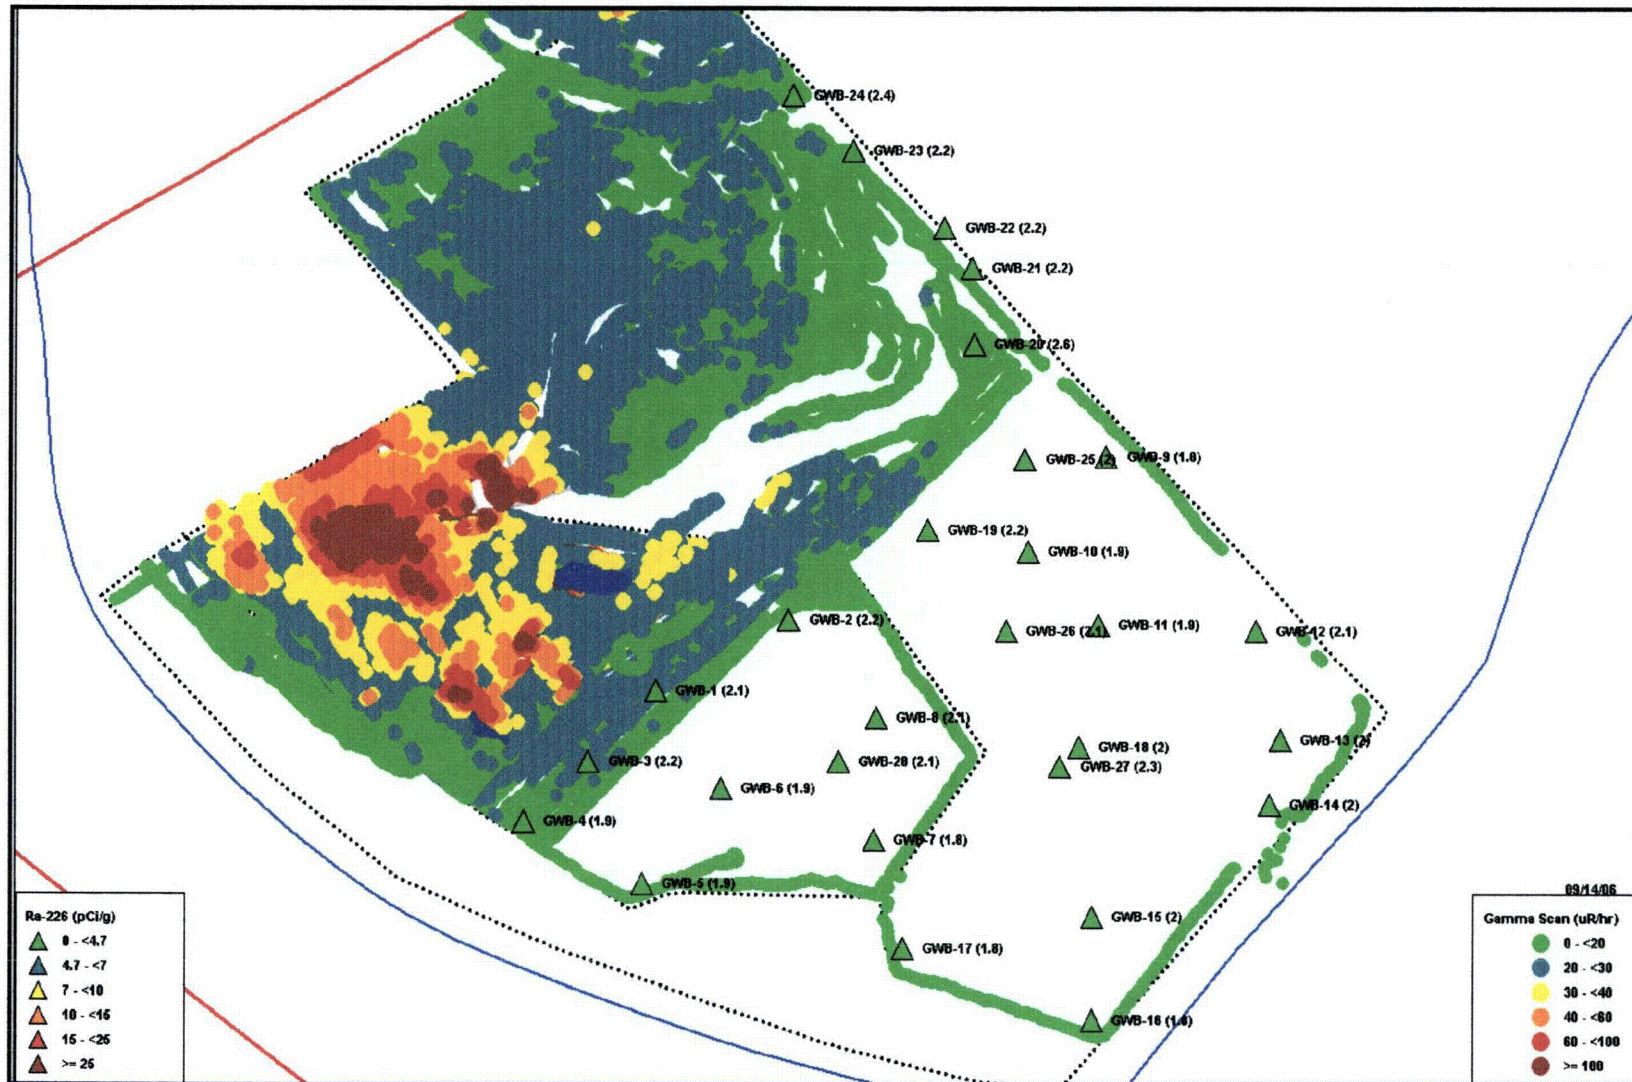 GWB-24 (2.4)
GWB-23 (2.2)
GWB-22 (2.2)
GWB-21 (2.2)
GWB-20 (2.6)
GWB-25 (2)
GWB-9 (1.8)
GWB-19 (2.2)
GWB-10 (1.9)
GWB-2 (2.2)
GWB-26 (2.1)
GWB-11 (1.9)
GWB-12 (2.1)
GWB-1 (2.1)
GWB-8 (2.1)
GWB-18 (2)
GWB-13 (2)
GWB-3 (2.2)
GWB-28 (2.1)
GWB-27 (2.3)
GWB-6 (1.9)
GWB-14 (2)
GWB-4 (1.9)
GWB-7 (1.8)
GWB-5 (1.9)
GWB-15 (2)
GWB-17 (1.8)
GWB-16
09/14/06
Ra-226 (pCi/g)
0 - <4.7
4.7 - <7
7 - <10
10 - <15
15 - <25
>= 25
Gamma Scan (uR/hr)
0 - <20
20 - <30
30 - <40
40 - <60
60 - <100
>= 100